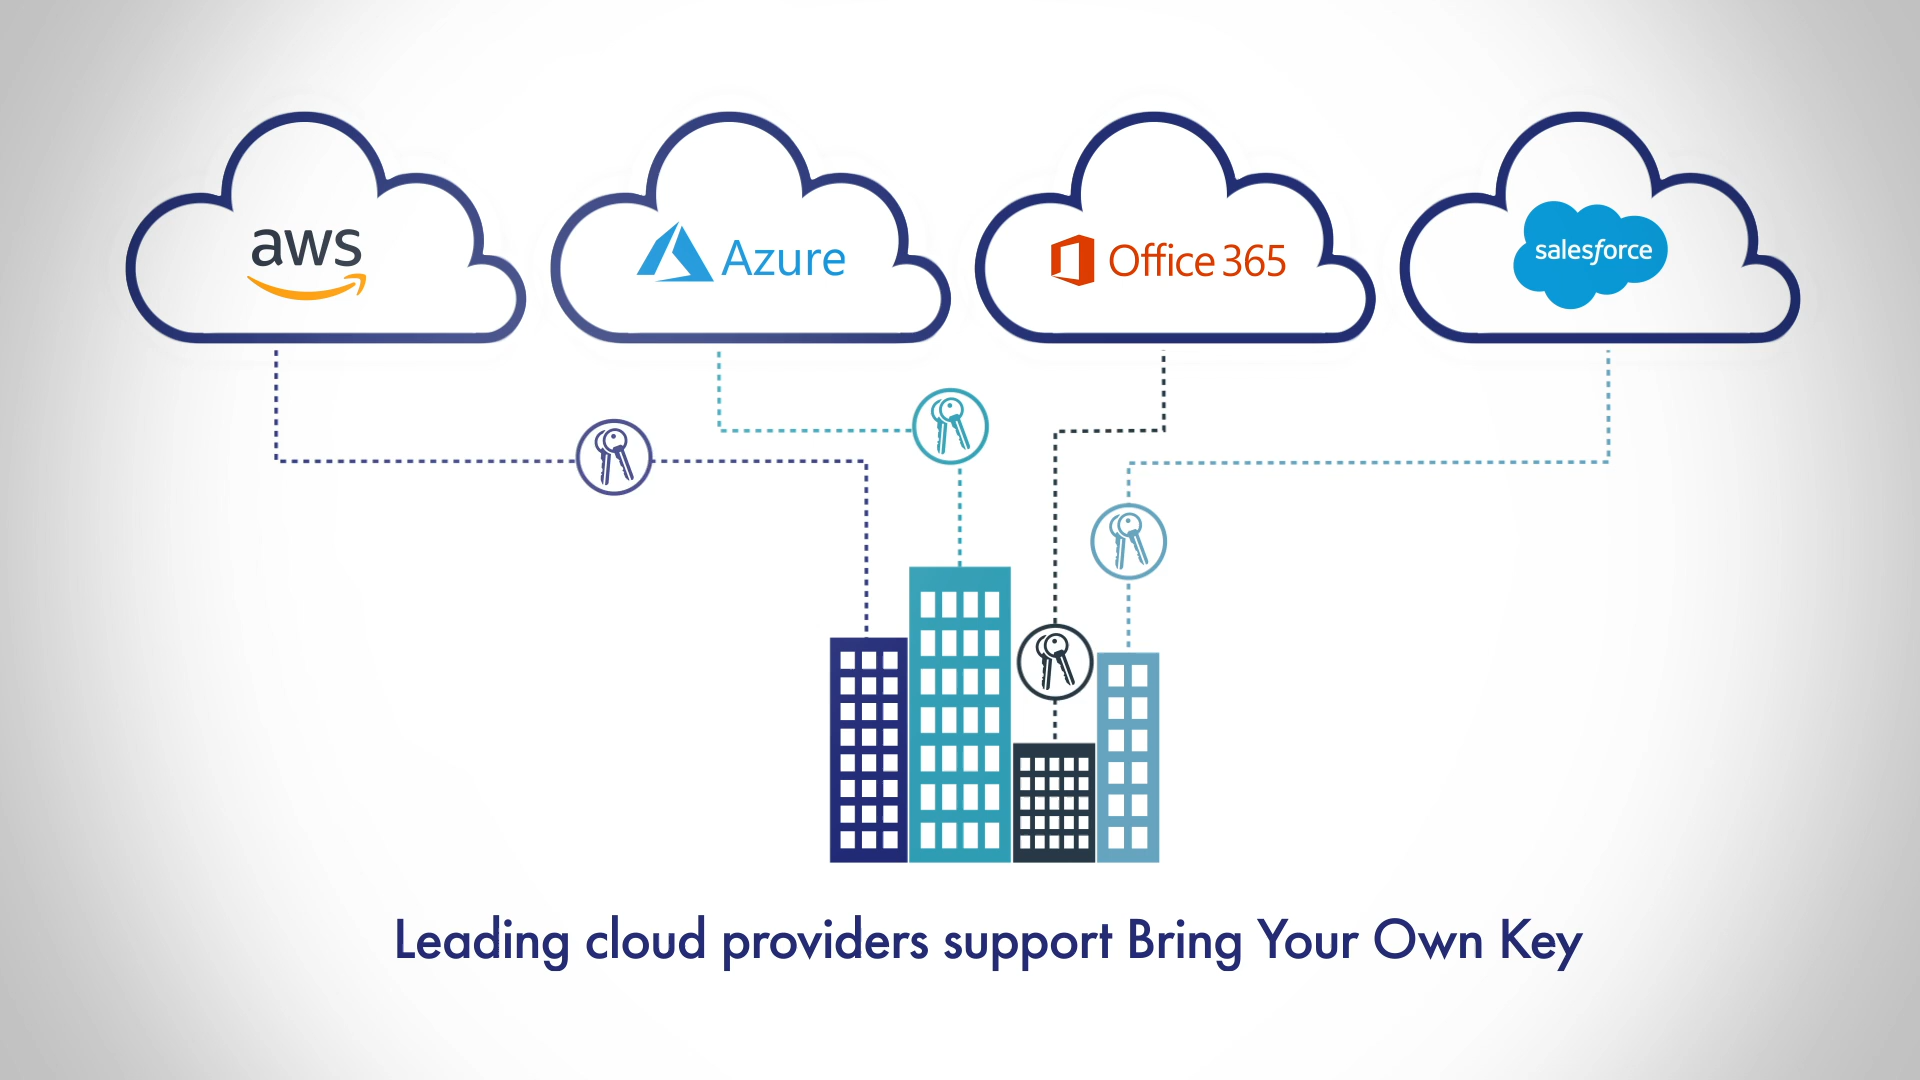 aws
Azure
Office 365
salesforce
Leading cloud providers support Bring Your Own Key